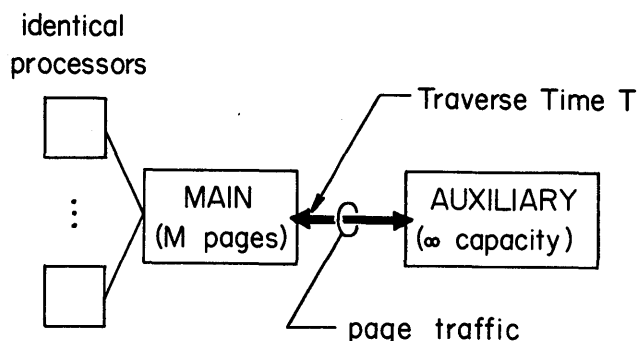 identical
processors
Traverse Time T
MAIN
(M pages)
AUXILIARY
(∞ capacity)
page traffic